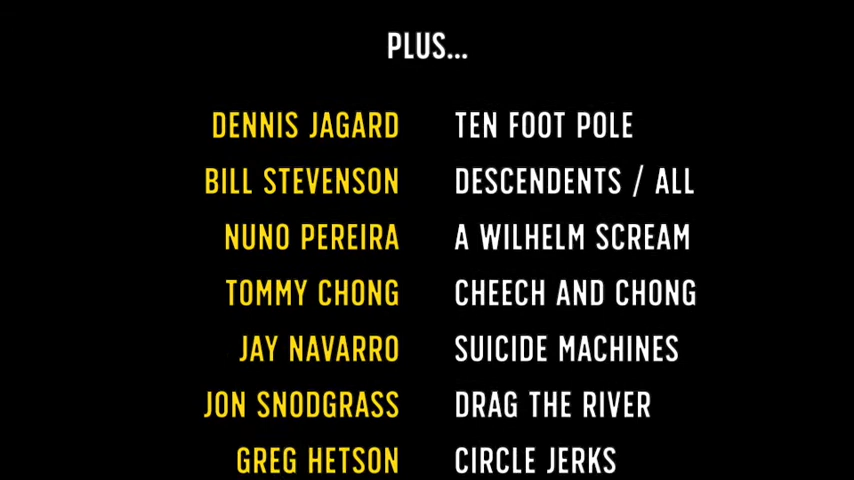 PLUS...
DENNIS JAGARD TEN FOOT POLE
BILL STEVENSON DESCENDENTS / ALL
NUNO PEREIRA A WILHELM SCREAM
TOMMY CHONG CHEECH AND CHONG
JAY NAVARRO SUICIDE MACHINES
JON SNODGRASS DRAG THE RIVER
GREG HETSON CIRCLE JERKS